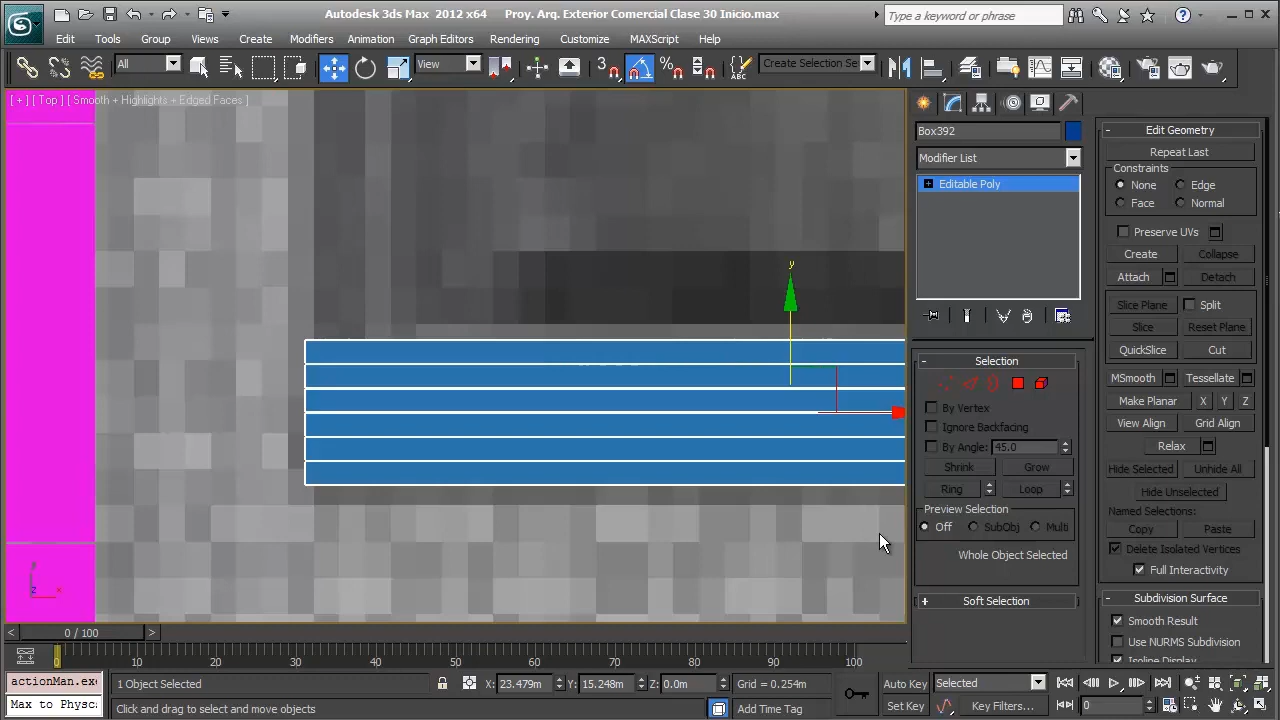 Autodesk 3ds Max 2012 x64 Proy. Arq. Exterior Comercial Clase 30 Inicio.max
Type a keyword or phrase
Edit Tools Group Views Create Modifiers Animation Graph Editors Rendering Customize MAXScript Help
All View Create Selection Se
[ + ] [ Top ] [ Smooth + Highlights + Edged Faces ]
Box392
Modifier List
Editable Poly
Selection
By Vertex
Ignore Backfacing
By Angle: 45.0
Shrink Grow
Ring Loop
Preview Selection
Off SubObj Multi
Whole Object Selected
Soft Selection
Edit Geometry
Repeat Last
Constraints
None Edge
Face Normal
Preserve UVs
Create Collapse
Attach Detach
Slice Plane Split
Slice Reset Plane
QuickSlice Cut
MSmooth Tessellate
Make Planar X Y Z
View Align Grid Align
Relax
Hide Selected Unhide All
Hide Unselected
Named Selections:
Copy Paste
Delete Isolated Vertices
Full Interactivity
Subdivision Surface
Smooth Result
Use NURMS Subdivision
Isoline Display
y
z x
< 0 / 100 >
0 10 20 30 40 50 60 70 80 90 100
actionMan.exe
Max to Physc:
1 Object Selected X: 23.479m Y: 15.248m Z: 0.0m Grid = 0.254m
Click and drag to select and move objects Add Time Tag
Auto Key Selected
Set Key Key Filters... 0